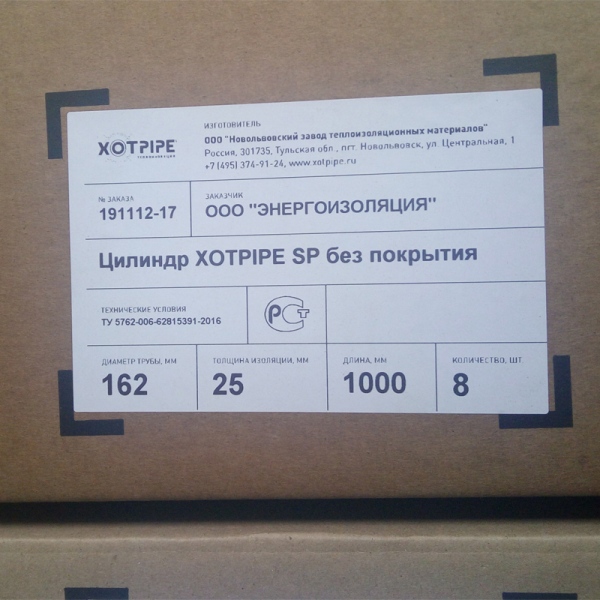 XOTPIPE
ТЕПЛОИЗОЛЯЦИЯ
ИЗГОТОВИТЕЛЬ
ООО "Новольвовский завод теплоизоляционных материалов"
Россия, 301735, Тульская обл., пгт. Новольвовск, ул. Центральная, 1
+7 (495) 374-91-24, www.xotpipe.ru
№ ЗАКАЗА
191112-17
ЗАКАЗЧИК
ООО "ЭНЕРГОИЗОЛЯЦИЯ"
Цилиндр XOTPIPE SP без покрытия
ТЕХНИЧЕСКИЕ УСЛОВИЯ
ТУ 5762-006-62815391-2016
РСТ
ДИАМЕТР ТРУБЫ, ММ
162
ТОЛЩИНА ИЗОЛЯЦИИ, ММ
25
ДЛИНА, ММ
1000
КОЛИЧЕСТВО, ШТ
8